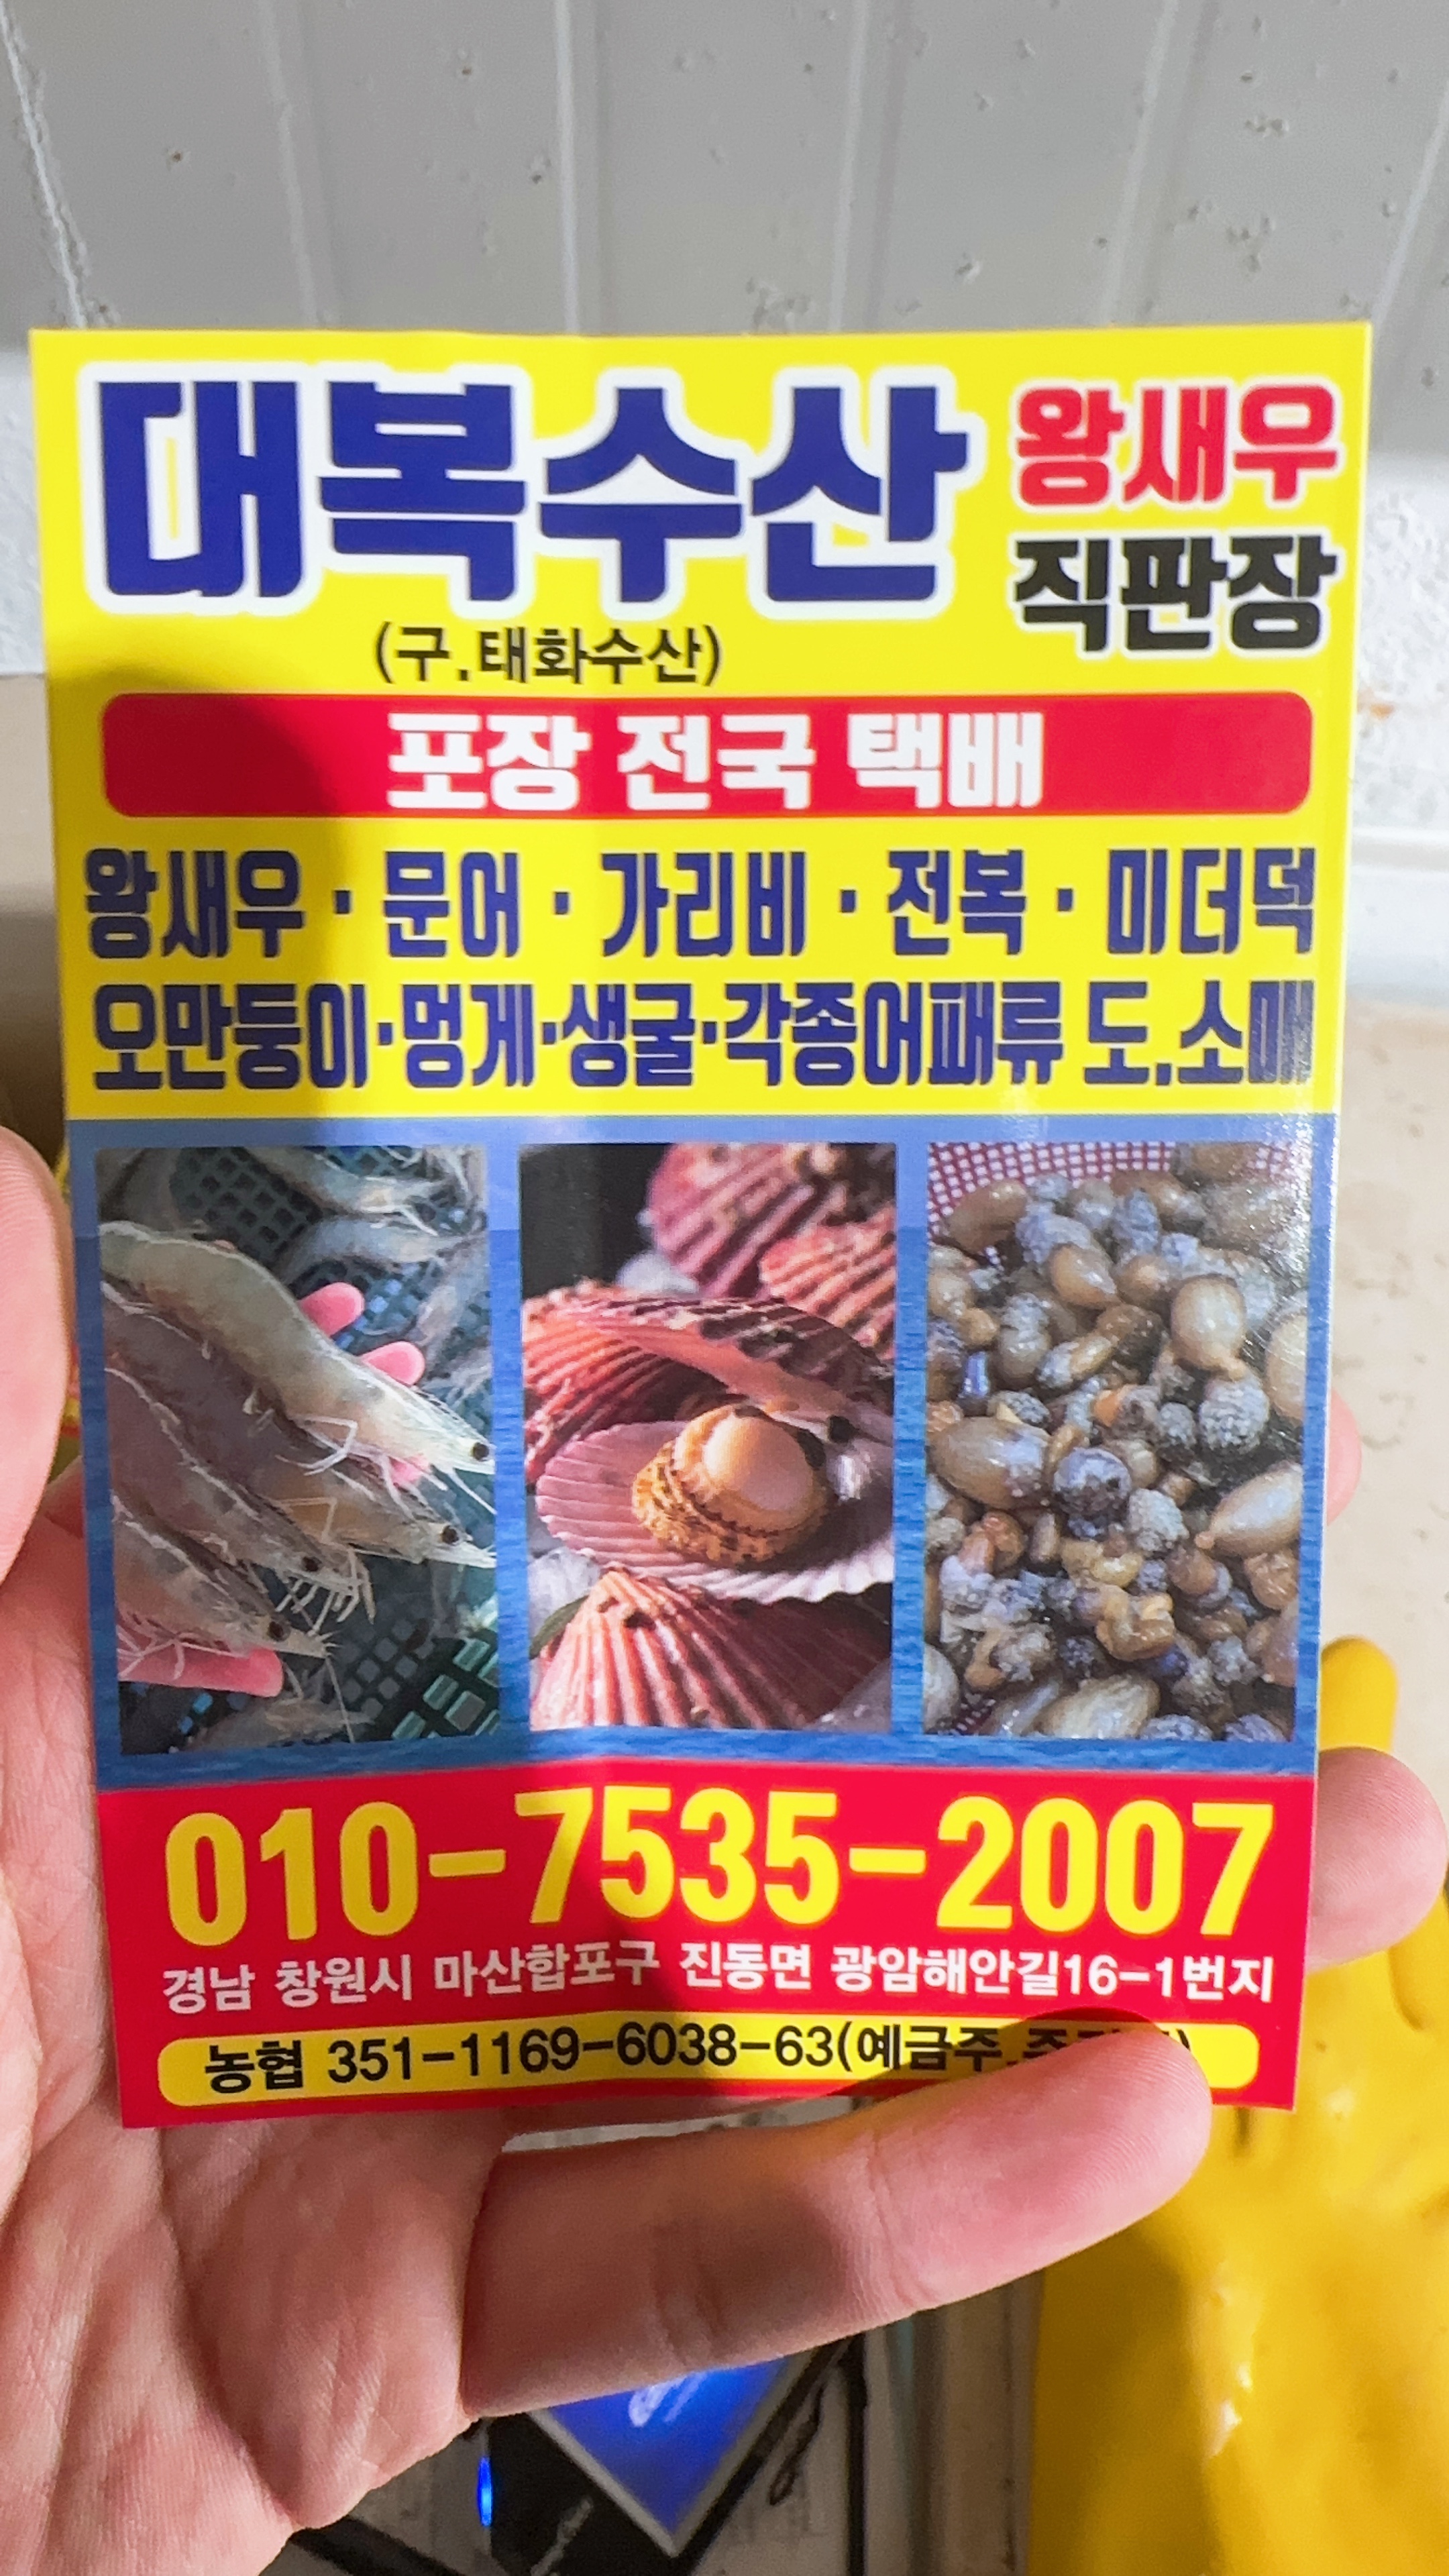 대복수산
왕새우
직판장
(구.태화수산)
포장 전국 택배
왕새우 · 문어 · 가리비 · 전복 · 미더덕
오만둥이·멍게·생굴·각종어패류 도.소매
010-7535-2007
경남 창원시 마산합포구 진동면 광암해안길16-1번지
농협 351-1169-6038-63(예금주.